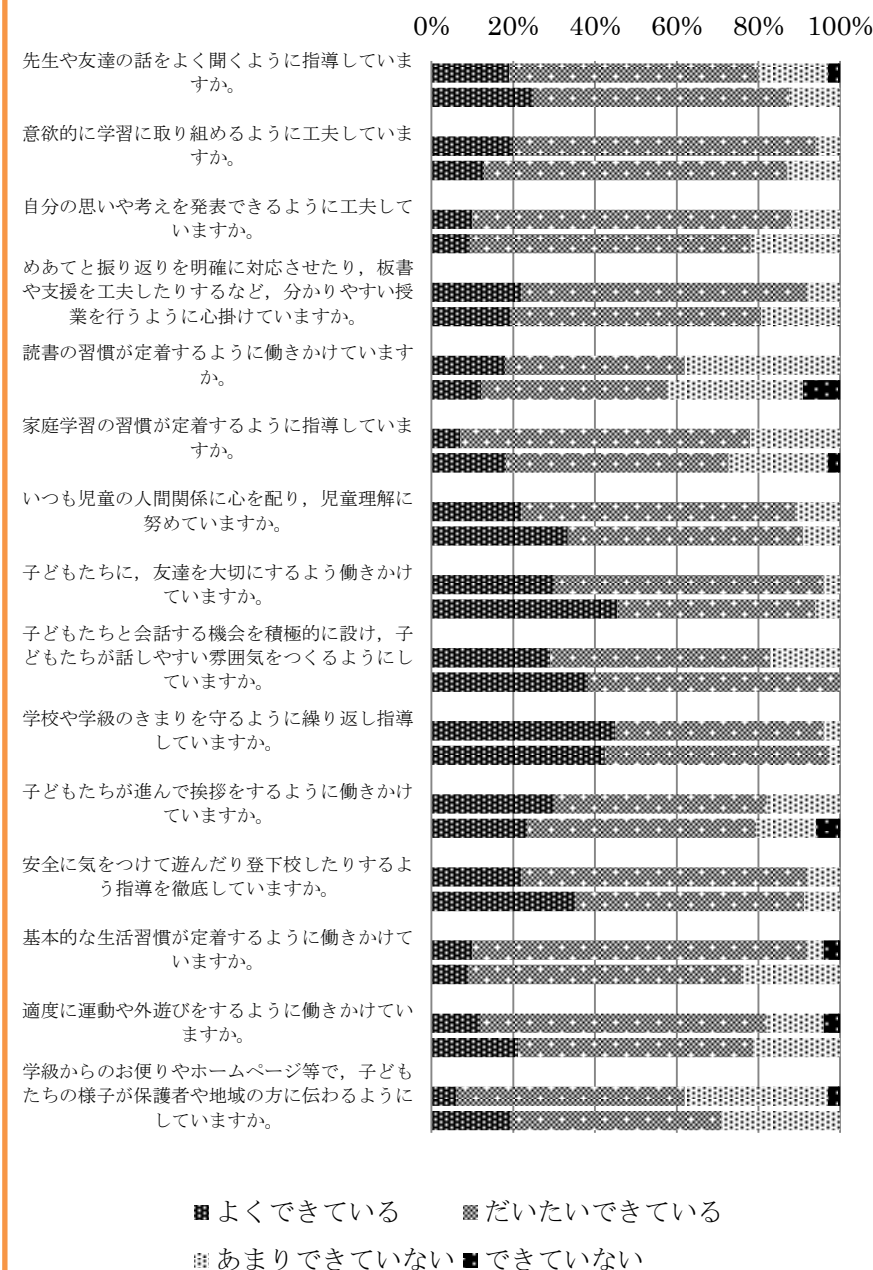 0% 20% 40% 60% 80% 100%
先生や友達の話をよく聞くように指導していま
すか。
意欲的に学習に取り組めるように工夫していま
すか。
自分の思いや考えを発表できるように工夫して
いますか。
めあてと振り返りを明確に対応させたり，板書
や支援を工夫したりするなど，分かりやすい授
業を行うように心掛けていますか。
読書の習慣が定着するように働きかけています
か。
家庭学習の習慣が定着するように指導していま
すか。
いつも児童の人間関係に心を配り，児童理解に
努めていますか。
子どもたちに，友達を大切にするよう働きかけ
ていますか。
子どもたちと会話する機会を積極的に設け，子
どもたちが話しやすい雰囲気をつくるようにし
ていますか。
学校や学級のきまりを守るように繰り返し指導
していますか。
子どもたちが進んで挨拶をするように働きかけ
ていますか。
安全に気をつけて遊んだり登下校したりするよ
う指導を徹底していますか。
基本的な生活習慣が定着するように働きかけて
いますか。
適度に運動や外遊びをするように働きかけてい
ますか。
学級からのお便りやホームページ等で，子ども
たちの様子が保護者や地域の方に伝わるように
していますか。
よくできている だいたいできている
あまりできていない できていない